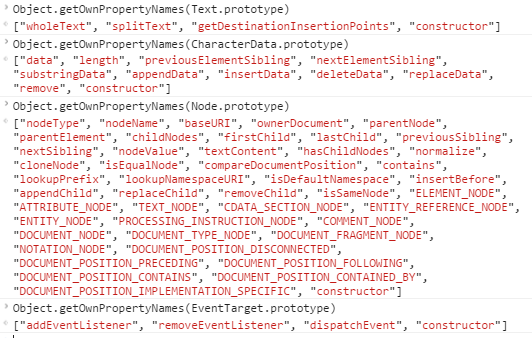 Object.getOwnPropertyNames(Text.prototype)
["wholeText", "splitText", "getDestinationInsertionPoints", "constructor"]
Object.getOwnPropertyNames(CharacterData.prototype)
["data", "length", "previousElementSibling", "nextElementSibling",
"substringData", "appendData", "insertData", "deleteData", "replaceData",
"remove", "constructor"]
Object.getOwnPropertyNames(Node.prototype)
["nodeType", "nodeName", "baseURI", "ownerDocument", "parentNode",
"parentElement", "childNodes", "firstChild", "lastChild", "previousSibling",
"nextSibling", "nodeValue", "textContent", "hasChildNodes", "normalize",
"cloneNode", "isEqualNode", "compareDocumentPosition", "contains",
"lookupPrefix", "lookupNamespaceURI", "isDefaultNamespace", "insertBefore",
"appendChild", "replaceChild", "removeChild", "isSameNode", "ELEMENT_NODE",
"ATTRIBUTE_NODE", "TEXT_NODE", "CDATA_SECTION_NODE", "ENTITY_REFERENCE_NODE",
"ENTITY_NODE", "PROCESSING_INSTRUCTION_NODE", "COMMENT_NODE",
"DOCUMENT_NODE", "DOCUMENT_TYPE_NODE", "DOCUMENT_FRAGMENT_NODE",
"NOTATION_NODE", "DOCUMENT_POSITION_DISCONNECTED",
"DOCUMENT_POSITION_PRECEDING", "DOCUMENT_POSITION_FOLLOWING",
"DOCUMENT_POSITION_CONTAINS", "DOCUMENT_POSITION_CONTAINED_BY",
"DOCUMENT_POSITION_IMPLEMENTATION_SPECIFIC", "constructor"]
Object.getOwnPropertyNames(EventTarget.prototype)
["addEventListener", "removeEventListener", "dispatchEvent", "constructor"]